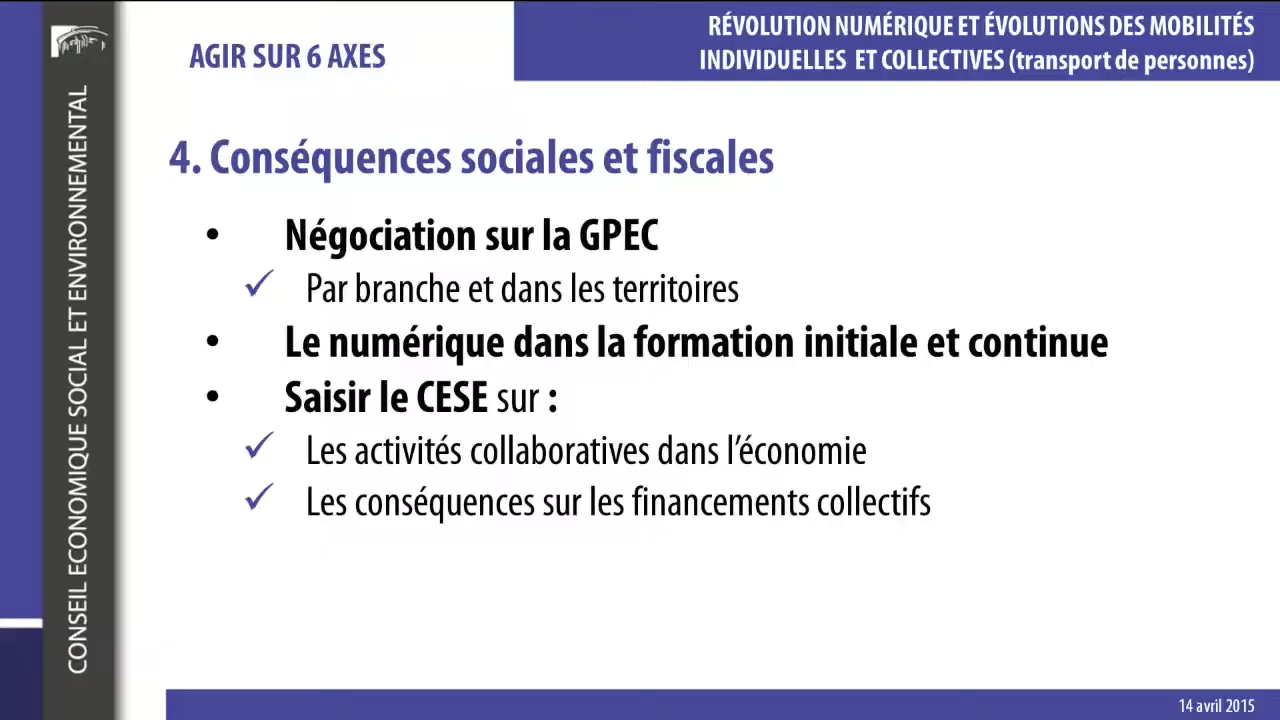 AGIR SUR 6 AXES
RÉVOLUTION NUMÉRIQUE ET ÉVOLUTIONS DES MOBILITÉS
INDIVIDUELLES ET COLLECTIVES (transport de personnes)
CONSEIL ECONOMIQUE SOCIAL ET ENVIRONNEMENTAL
4. Conséquences sociales et fiscales
• Négociation sur la GPEC
✓ Par branche et dans les territoires
• Le numérique dans la formation initiale et continue
• Saisir le CESE sur :
✓ Les activités collaboratives dans l’économie
✓ Les conséquences sur les financements collectifs
14 avril 2015